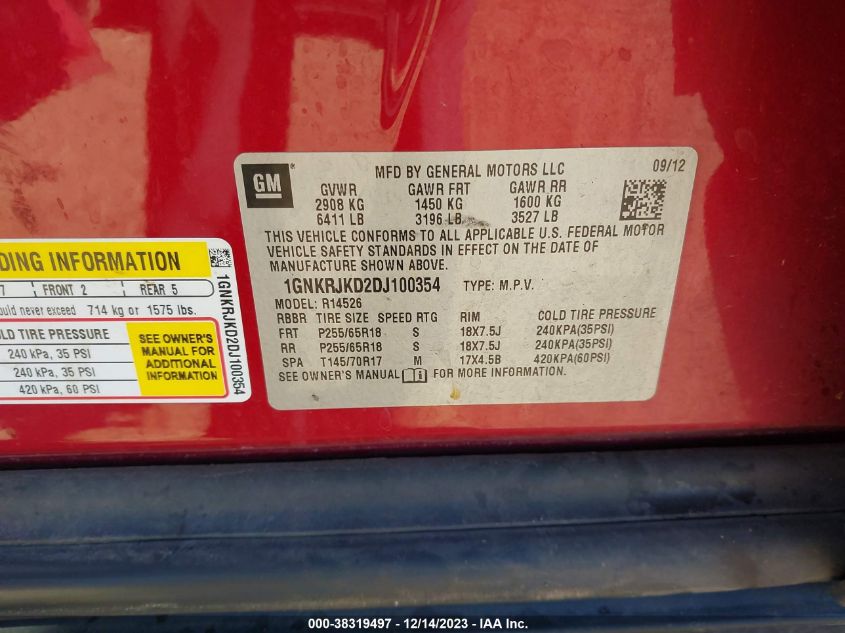 MFD BY GENERAL MOTORS LLC 09/12
GM
GVWR GAWR FRT GAWR RR
2908 KG 1450 KG 1600 KG
6411 LB 3196 LB 3527 LB
THIS VEHICLE CONFORMS TO ALL APPLICABLE U.S. FEDERAL MOTOR
VEHICLE SAFETY STANDARDS IN EFFECT ON THE DATE OF
MANUFACTURE SHOWN ABOVE.
1GNKRJKD2DJ100354 TYPE: M.P.V.
MODEL: R14526
RBBR TIRE SIZE SPEED RTG RIM COLD TIRE PRESSURE
FRT P255/65R18 S 18X7.5J 240KPA(35PSI)
RR P255/65R18 S 18X7.5J 240KPA(35PSI)
SPA T145/70R17 M 17X4.5B 420KPA(60PSI)
SEE OWNER'S MANUAL FOR MORE INFORMATION.
DING INFORMATION
7 FRONT 2 REAR 5
ould never exceed 714 kg or 1575 lbs.
LD TIRE PRESSURE
240 kPa, 35 PSI
240 kPa, 35 PSI
420 kPa, 60 PSI
SEE OWNER'S
MANUAL FOR
ADDITIONAL
INFORMATION
1GNKRJKD2DJ100354
000-38319497 - 12/14/2023 - IAA Inc.